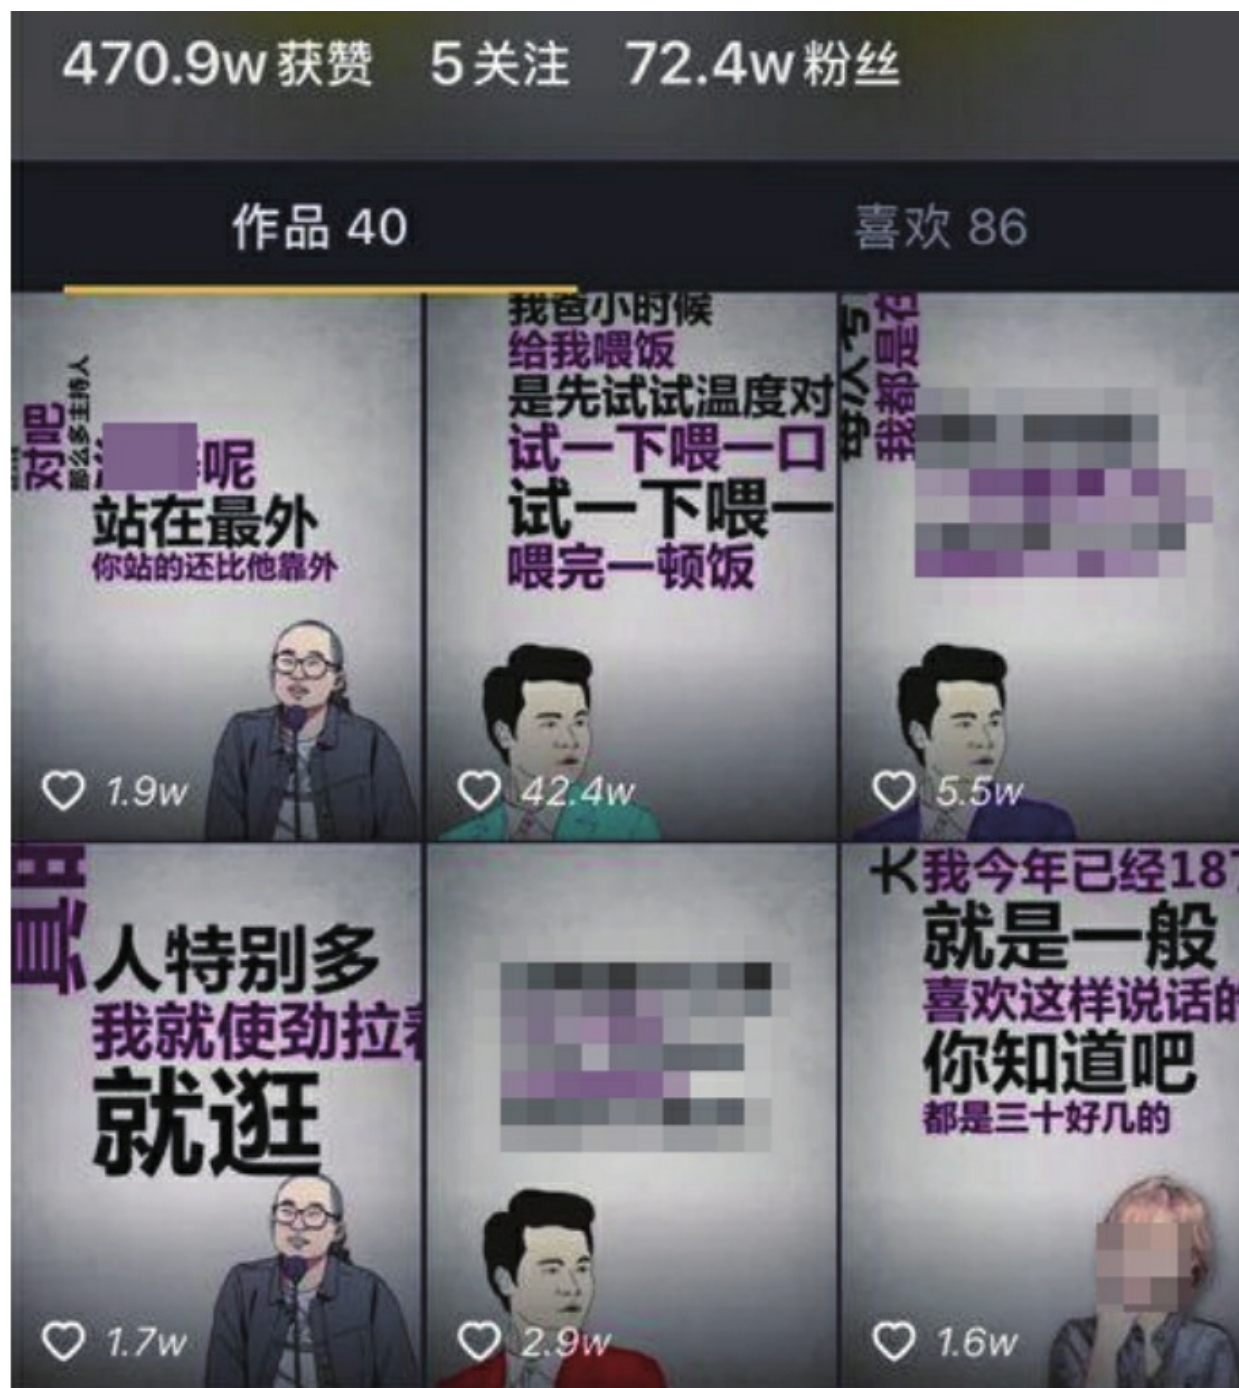 470.9w获赞 5关注 72.4w粉丝
作品 40 喜欢 86
对吧
那么多主持人
呢
站在最外
你站的还比他靠外
1.9w
我爸小时候
给我喂饭
是先试试温度对
试一下喂一口
试一下喂一
喂完一顿饭
42.4w
我都是在
5.5w
人特别多
我就使劲拉着
就逛
1.7w
2.9w
大
我今年已经187
就是一般
喜欢这样说话的
你知道吧
都是三十好几的
1.6w